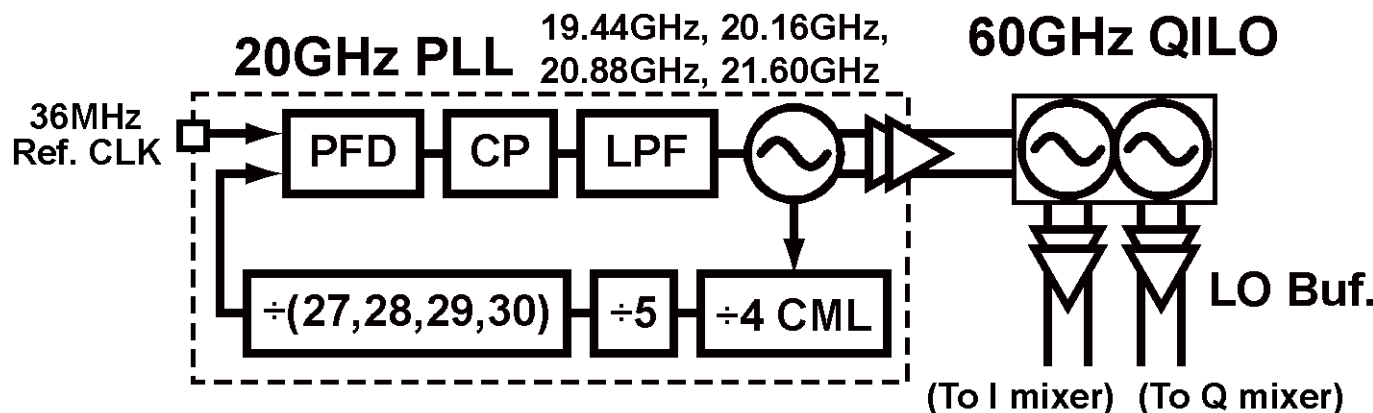 20GHz PLL
19.44GHz, 20.16GHz,
20.88GHz, 21.60GHz
60GHz QILO
36MHz
Ref. CLK
PFD
CP
LPF
÷(27,28,29,30)
÷5
÷4 CML
LO Buf.
(To I mixer)
(To Q mixer)